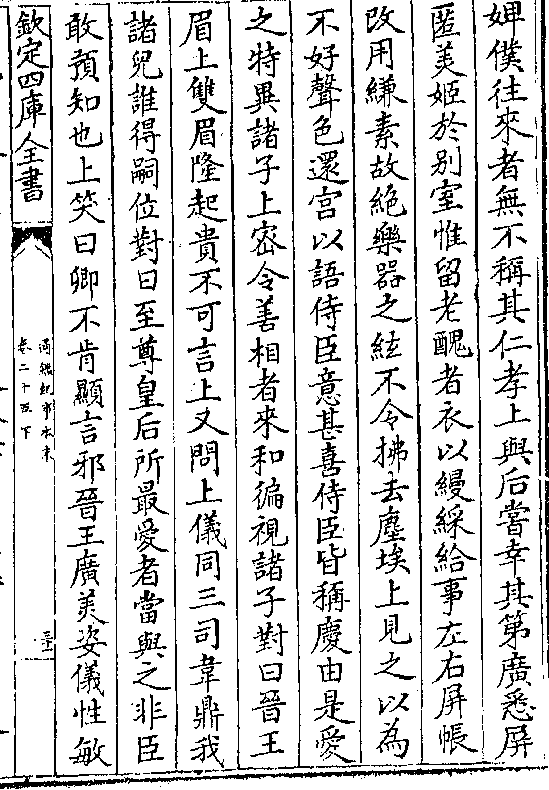 婢僕往來者無不稱其仁孝上與后嘗幸其第廣悉屏
匿美姬於別室惟留老醜者衣以縵綵給事左右屏帳
改用縑素故絶樂器之絃不令拂去塵埃上見之以為
不好聲色還宮以語侍臣意甚喜侍臣皆稱慶由是愛
之特異諸子上密令善相者來和徧視諸子對曰晉王
眉上雙眉隆起貴不可言上又問上儀同三司韋鼎我
諸兒誰得嗣位對曰至尊皇后所最愛者當與之非臣
敢預知也上笑曰卿不肯顯言邪晉王廣美姿儀性敏
欽定四庫全書
通鑑紀事本末
卷二十五下
三十一